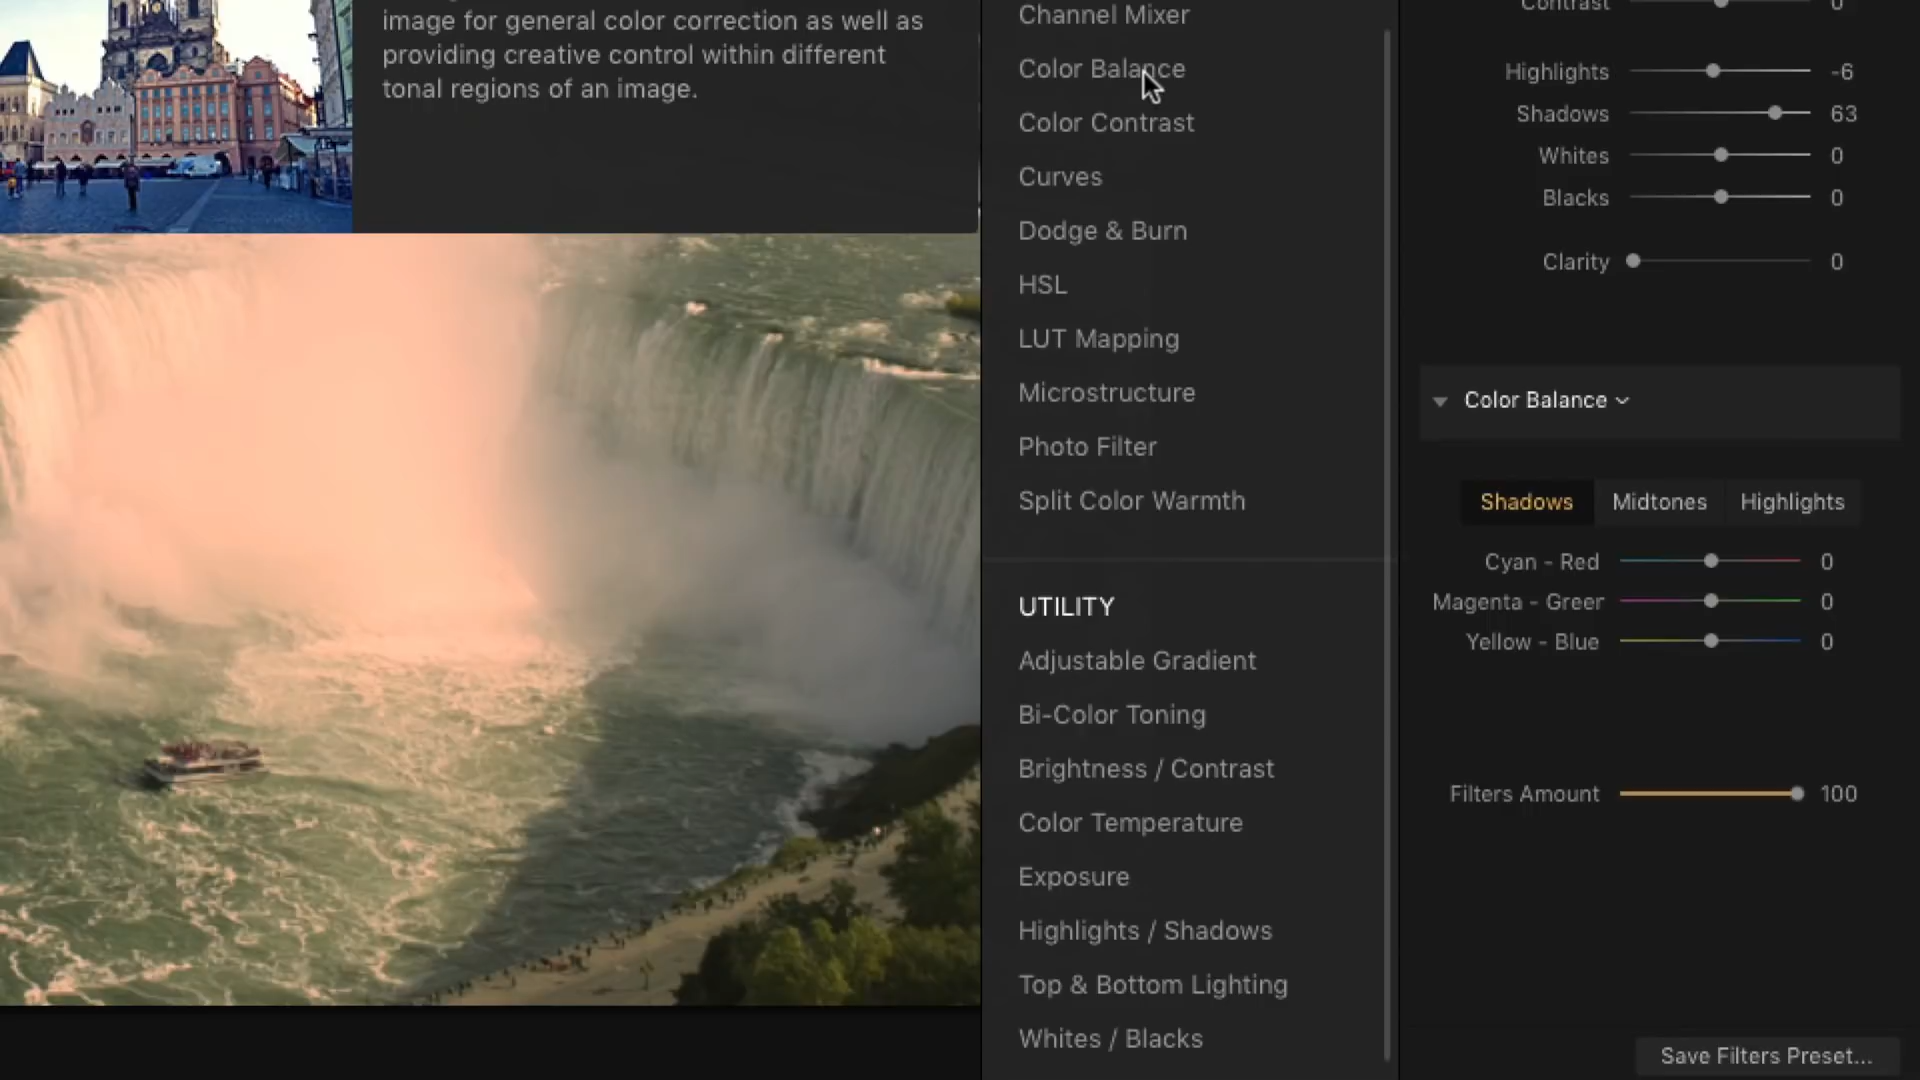 image for general color correction as well as
providing creative control within different
tonal regions of an image.
Channel Mixer
Color Balance
Color Contrast
Curves
Dodge & Burn
HSL
LUT Mapping
Microstructure
Photo Filter
Split Color Warmth
UTILITY
Adjustable Gradient
Bi-Color Toning
Brightness / Contrast
Color Temperature
Exposure
Highlights / Shadows
Top & Bottom Lighting
Whites / Blacks
Contrast 0
Highlights -6
Shadows 63
Whites 0
Blacks 0
Clarity 0
Color Balance
Shadows Midtones Highlights
Cyan - Red 0
Magenta - Greer 0
Yellow - Blue 0
Filters Amount 100
Save Filters Preset...